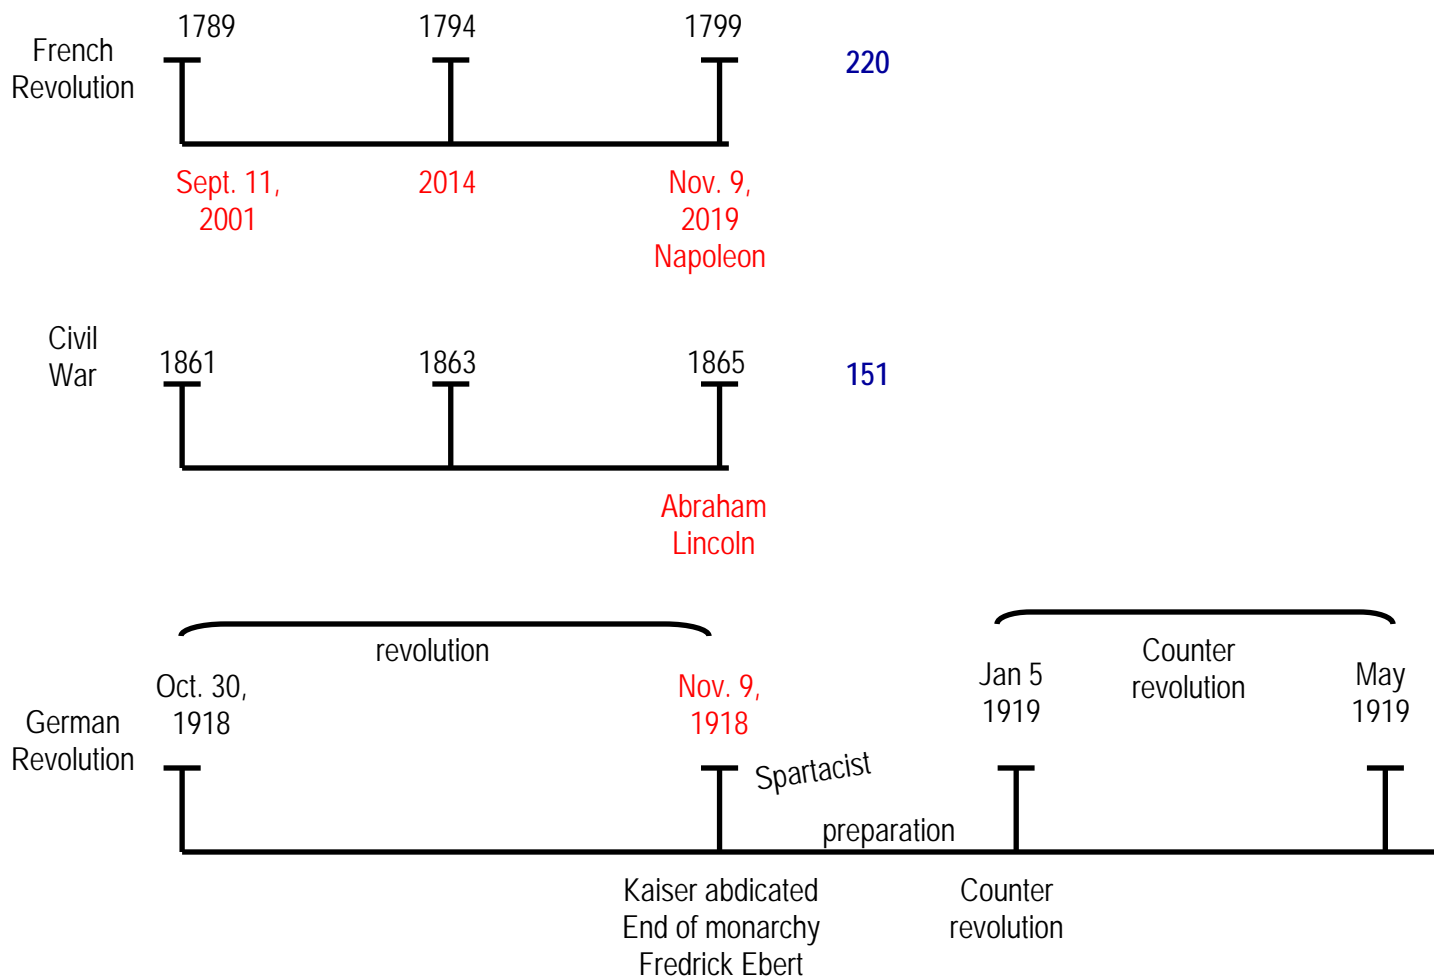 French
Revolution
1789
1794
1799
220
Sept. 11,
2001
2014
Nov. 9,
2019
Napoleon
Civil
War
1861
1863
1865
151
Abraham
Lincoln
revolution
Counter
revolution
German
Revolution
Oct. 30,
1918
Nov. 9,
1918
Jan 5
1919
May
1919
Spartacist
preparation
Kaiser abdicated
End of monarchy
Fredrick Ebert
Counter
revolution